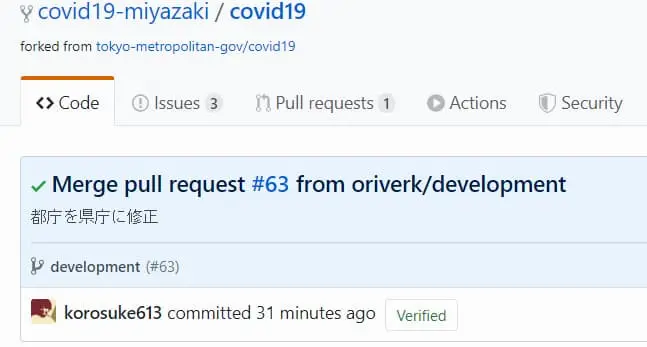 covid19-miyazaki / covid19
forked from tokyo-metropolitan-gov/covid19
Code Issues 3 Pull requests 1 Actions Security
Merge pull request #63 from oriverk/development
都庁を県庁に修正
development (#63)
korosuke613 committed 31 minutes ago Verified